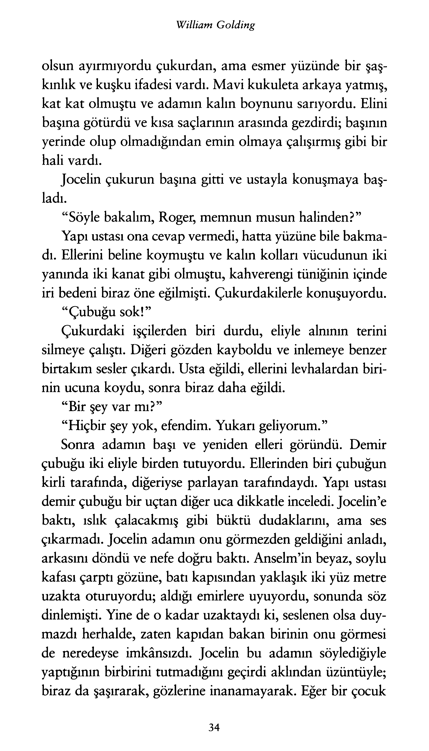 William Golding
olsun ayırmıyordu çukurdan, ama esmer yüzünde bir şaş-
kınlık ve kuşku ifadesi vardı. Mavi kukuleta arkaya yatmış,
kat kat olmuştu ve adamın kalın boynunu sarıyordu. Elini
başına götürdü ve kısa saçlarının arasında gezdirdi; başının
yerinde olup olmadığından emin olmaya çalışırmış gibi bir
hali vardı.
Jocelin çukurun başına gitti ve ustayla konuşmaya baş-
ladı.
“Söyle bakalım, Roger, memnun musun halinden?”
Yapı ustası ona cevap vermedi, hatta yüzüne bile bakma-
dı. Ellerini beline koymuştu ve kalın kolları vücudunun iki
yanında iki kanat gibi olmuştu, kahverengi tüniğinin içinde
iri bedeni biraz öne eğilmişti. Çukurdakilerle konuşuyordu.
“Çubuğu sok!”
Çukurdaki işçilerden biri durdu, eliyle alnının terini
silmeye çalıştı. Diğeri gözden kayboldu ve inlemeye benzer
birtakım sesler çıkardı. Usta eğildi, ellerini levhalardan biri-
nin ucuna koydu, sonra biraz daha eğildi.
“Bir şey var mı?”
“Hiçbir şey yok, efendim. Yukarı geliyorum.”
Sonra adamın başı ve yeniden elleri göründü. Demir
çubuğu iki eliyle birden tutuyordu. Ellerinden biri çubuğun
kirli tarafında, diğeriyse parlayan tarafındaydı. Yapı ustası
demir çubuğu bir uçtan diğer uca dikkatle inceledi. Jocelin’e
baktı, ıslık çalacakmış gibi büktü dudaklarını, ama ses
çıkarmadı. Jocelin adamın onu görmezden geldiğini anladı,
arkasını döndü ve nefe doğru baktı. Anselm’in beyaz, soylu
kafası çarptı gözüne, batı kapısından yaklaşık iki yüz metre
uzakta oturuyordu; aldığı emirlere uyuyordu, sonunda söz
dinlemişti. Yine de o kadar uzaktaydı ki, seslenen olsa duy-
mazdı herhalde, zaten kapıdan bakan birinin onu görmesi
de neredeyse imkânsızdı. Jocelin bu adamın söylediğiyle
yaptığının birbirini tutmadığını geçirdi aklından üzüntüyle;
biraz da şaşırarak, gözlerine inanamayarak. Eğer bir çocuk
34